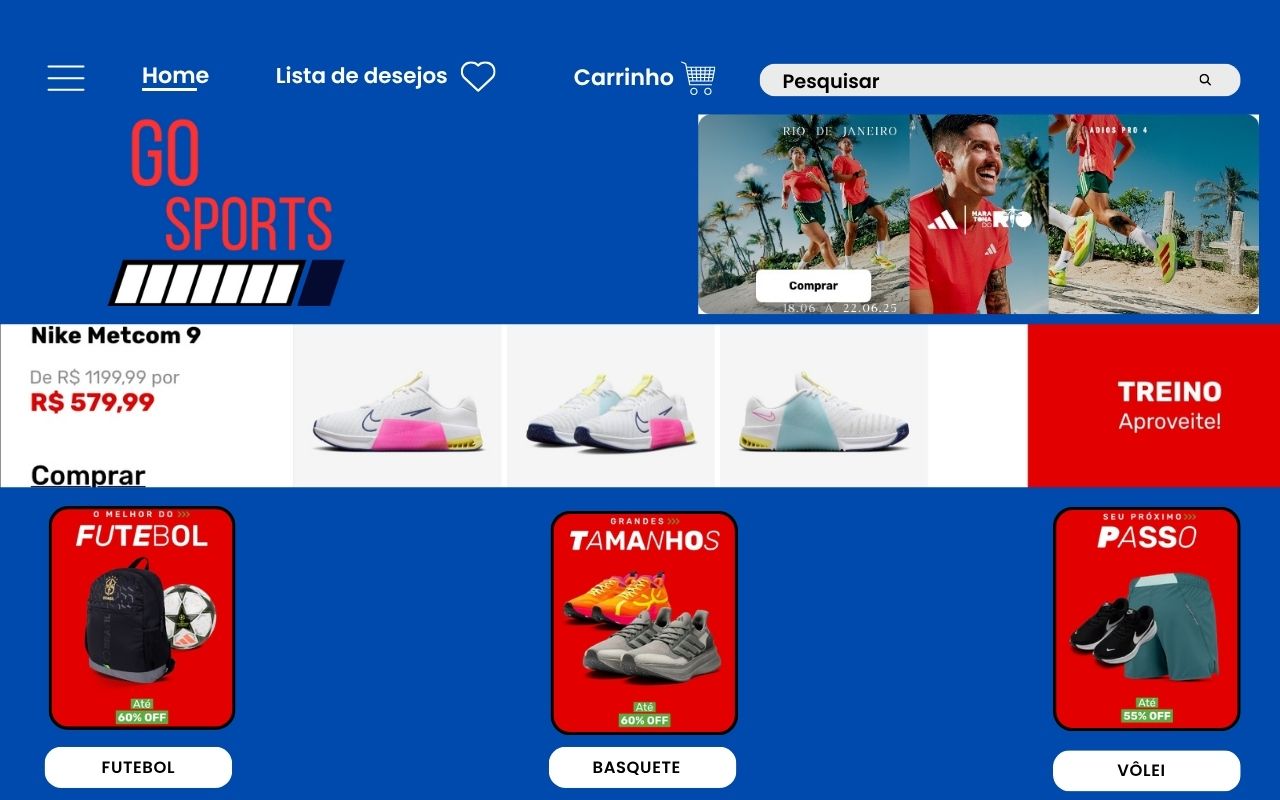 Home
Lista de desejos
Carrinho
Pesquisar
GO
SPORTS
RIO DE JANEIRO
ADIOS PRO 4
MARA
TONA
DO RIO
Comprar
18.06 A 22.06.25
Nike Metcom 9
De R$ 1199,99 por
R$ 579,99
Comprar
TREINO
Aproveite!
O MELHOR DO >>>
FUTEBOL
BRASIL
Até
60% OFF
GRANDES >>>
TAMANHOS
Até
60% OFF
SEU PRÓXIMO >>>
PASSO
Até
55% OFF
FUTEBOL
BASQUETE
VÔLEI